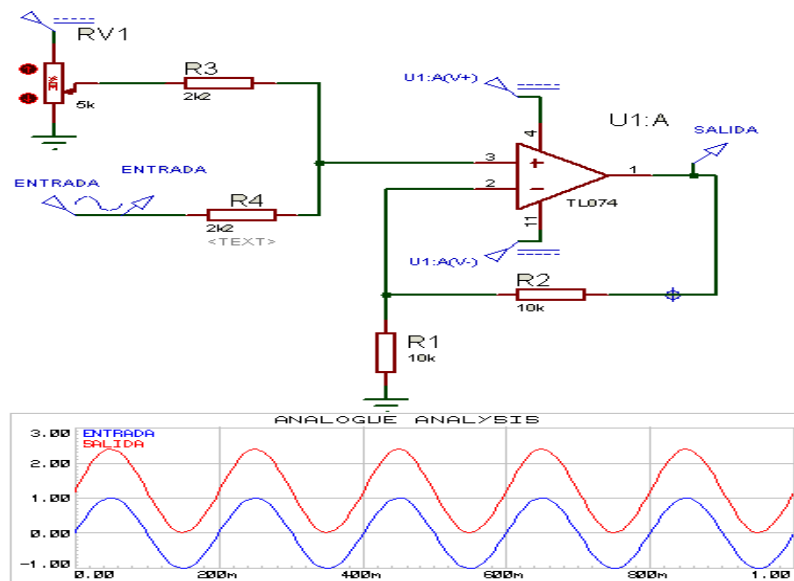 RV1
30%
5k
R3
2k2
ENTRADA
ENTRADA
R4
2k2
<TEXT>
U1:A(V+)
U1:A
SALIDA
4
3
2
1
11
TL074
U1:A(V-)
R2
10k
R1
10k
ANALOGUE ANALYSIS
3.00
ENTRADA
SALIDA
2.00
1.00
0.00
-1.00
0.00
200m
400m
600m
800m
1.00